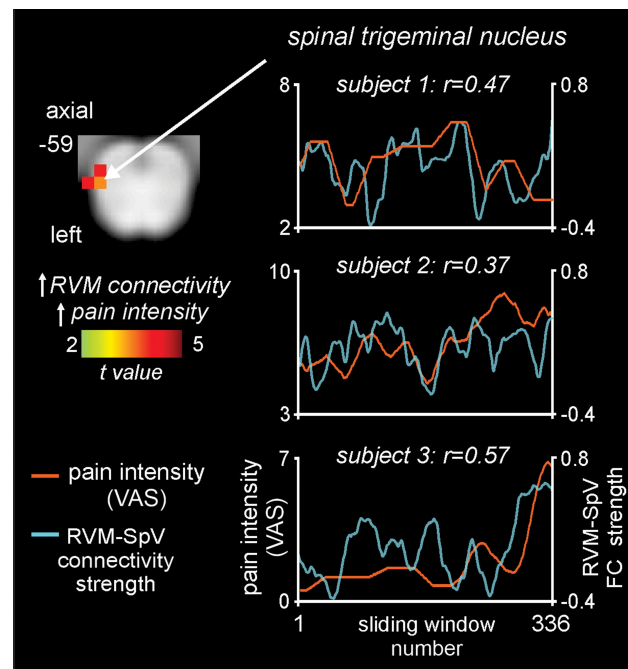 spinal trigeminal nucleus
axial
-59
left
↑RVM connectivity
↑ pain intensity
2 5
t value
8 subject 1: r=0.47 0.8
2 -0.4
10 subject 2: r=0.37 0.8
3 -0.4
7 subject 3: r=0.57 0.8
0 -0.4
1 sliding window 336
number
pain intensity
(VAS)
RVM-SpV
FC strength
pain intensity
(VAS)
RVM-SpV
connectivity
strength